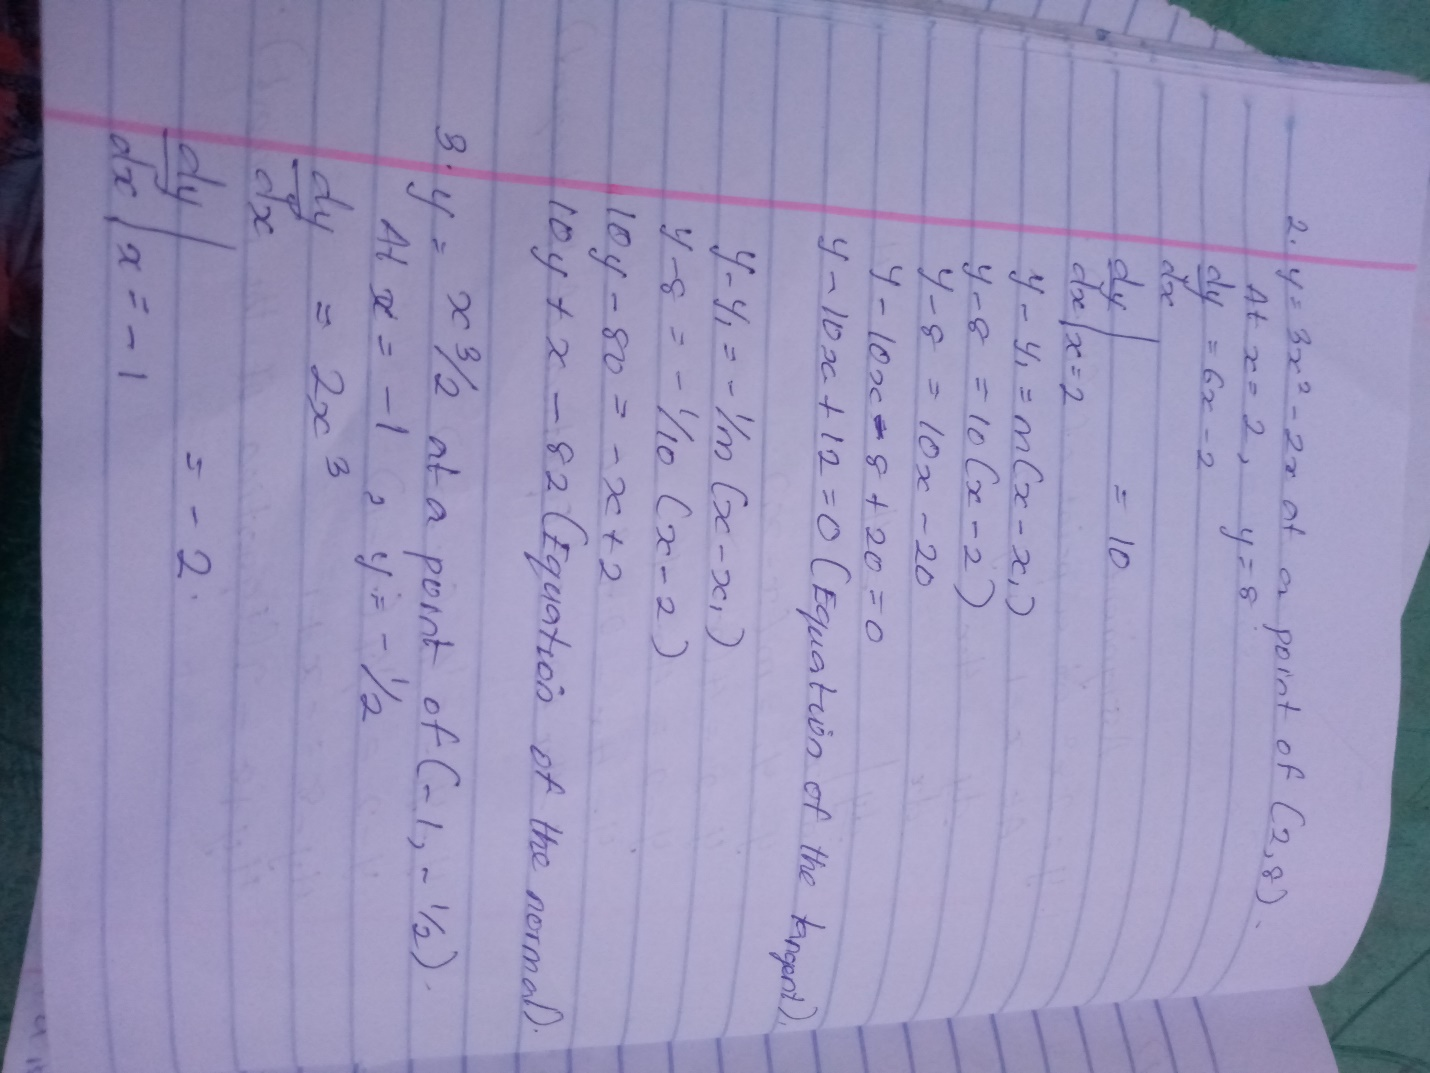 2. y = 3x² - 2x at a point of (2,8).
At x = 2, y = 8
dy/dx = 6x - 2
dy/dx | x = 2 = 10
y - y₁ = m(x - x₁)
y - 8 = 10(x - 2)
y - 8 = 10x - 20
y - 10x - 8 + 20 = 0
y - 10x + 12 = 0 (Equation of the tangent).
y - y₁ = - 1/m (x - x₁)
y - 8 = - 1/10 (x - 2)
10y - 80 = - x + 2
10y + x - 82 (Equation of the normal).
3. y = x³/2 at a point of (-1, -1/2).
At x = -1, y = -1/2
dy/dx = 2x³
dy/dx | x = -1 = - 2.